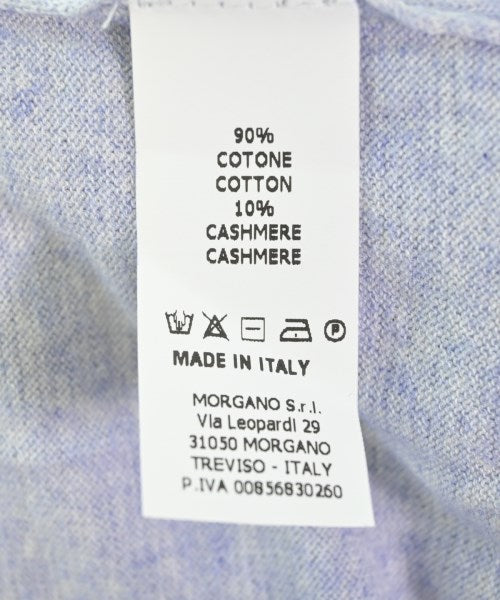 90%
COTONE
COTTON
10%
CASHMERE
CASHMERE
P
MADE IN ITALY
MORGANO S.r.l.
Via Leopardi 29
31050 MORGANO
TREVISO - ITALY
P.IVA 00856830260